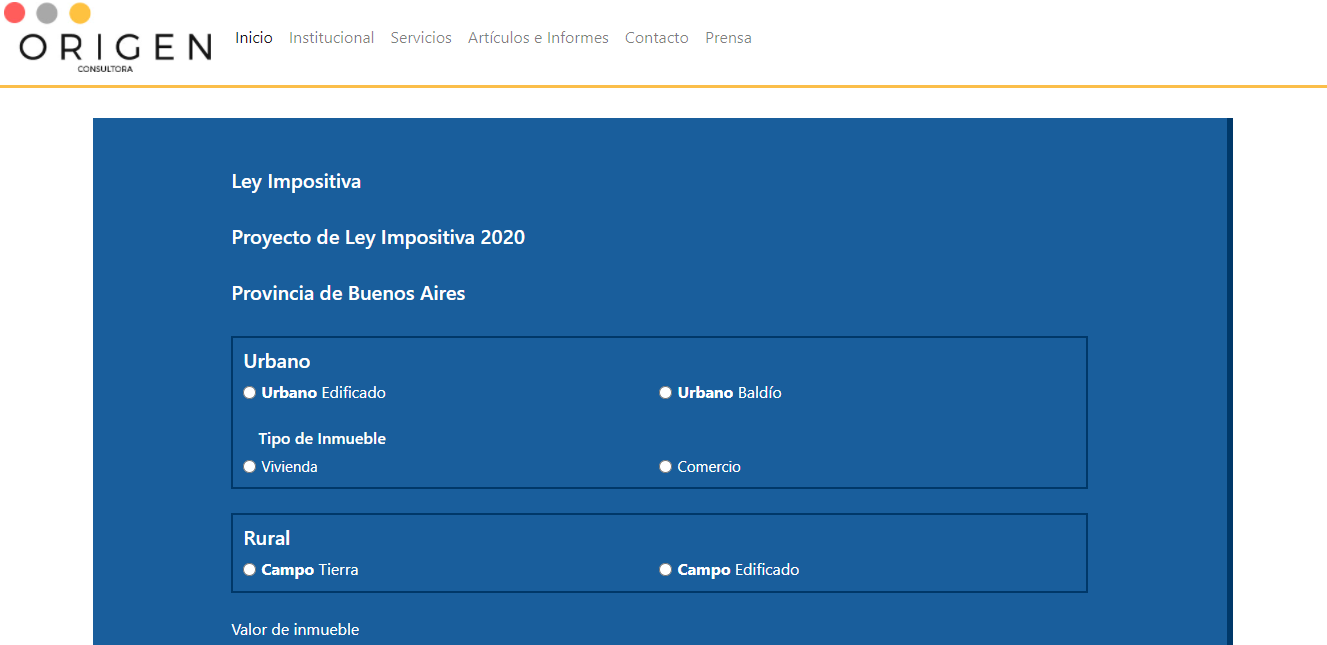 ORIGEN
CONSULTORA
Inicio Institucional Servicios Artículos e Informes Contacto Prensa
Ley Impositiva
Proyecto de Ley Impositiva 2020
Provincia de Buenos Aires
Urbano
Urbano Edificado Urbano Baldío
Tipo de Inmueble
Vivienda Comercio
Rural
Campo Tierra Campo Edificado
Valor de inmueble